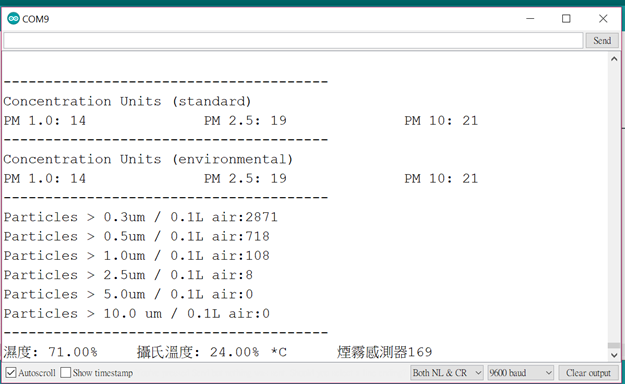 COM9
Send
------------------------------------
Concentration Units (standard)
PM 1.0: 14 PM 2.5: 19 PM 10: 21
------------------------------------
Concentration Units (environmental)
PM 1.0: 14 PM 2.5: 19 PM 10: 21
------------------------------------
Particles > 0.3um / 0.1L air:2871
Particles > 0.5um / 0.1L air:718
Particles > 1.0um / 0.1L air:108
Particles > 2.5um / 0.1L air:8
Particles > 5.0um / 0.1L air:0
Particles > 10.0 um / 0.1L air:0
------------------------------------
濕度: 71.00% 攝氏溫度: 24.00% *C 煙霧感測器169
Autoscroll Show timestamp Both NL & CR 9600 baud Clear output